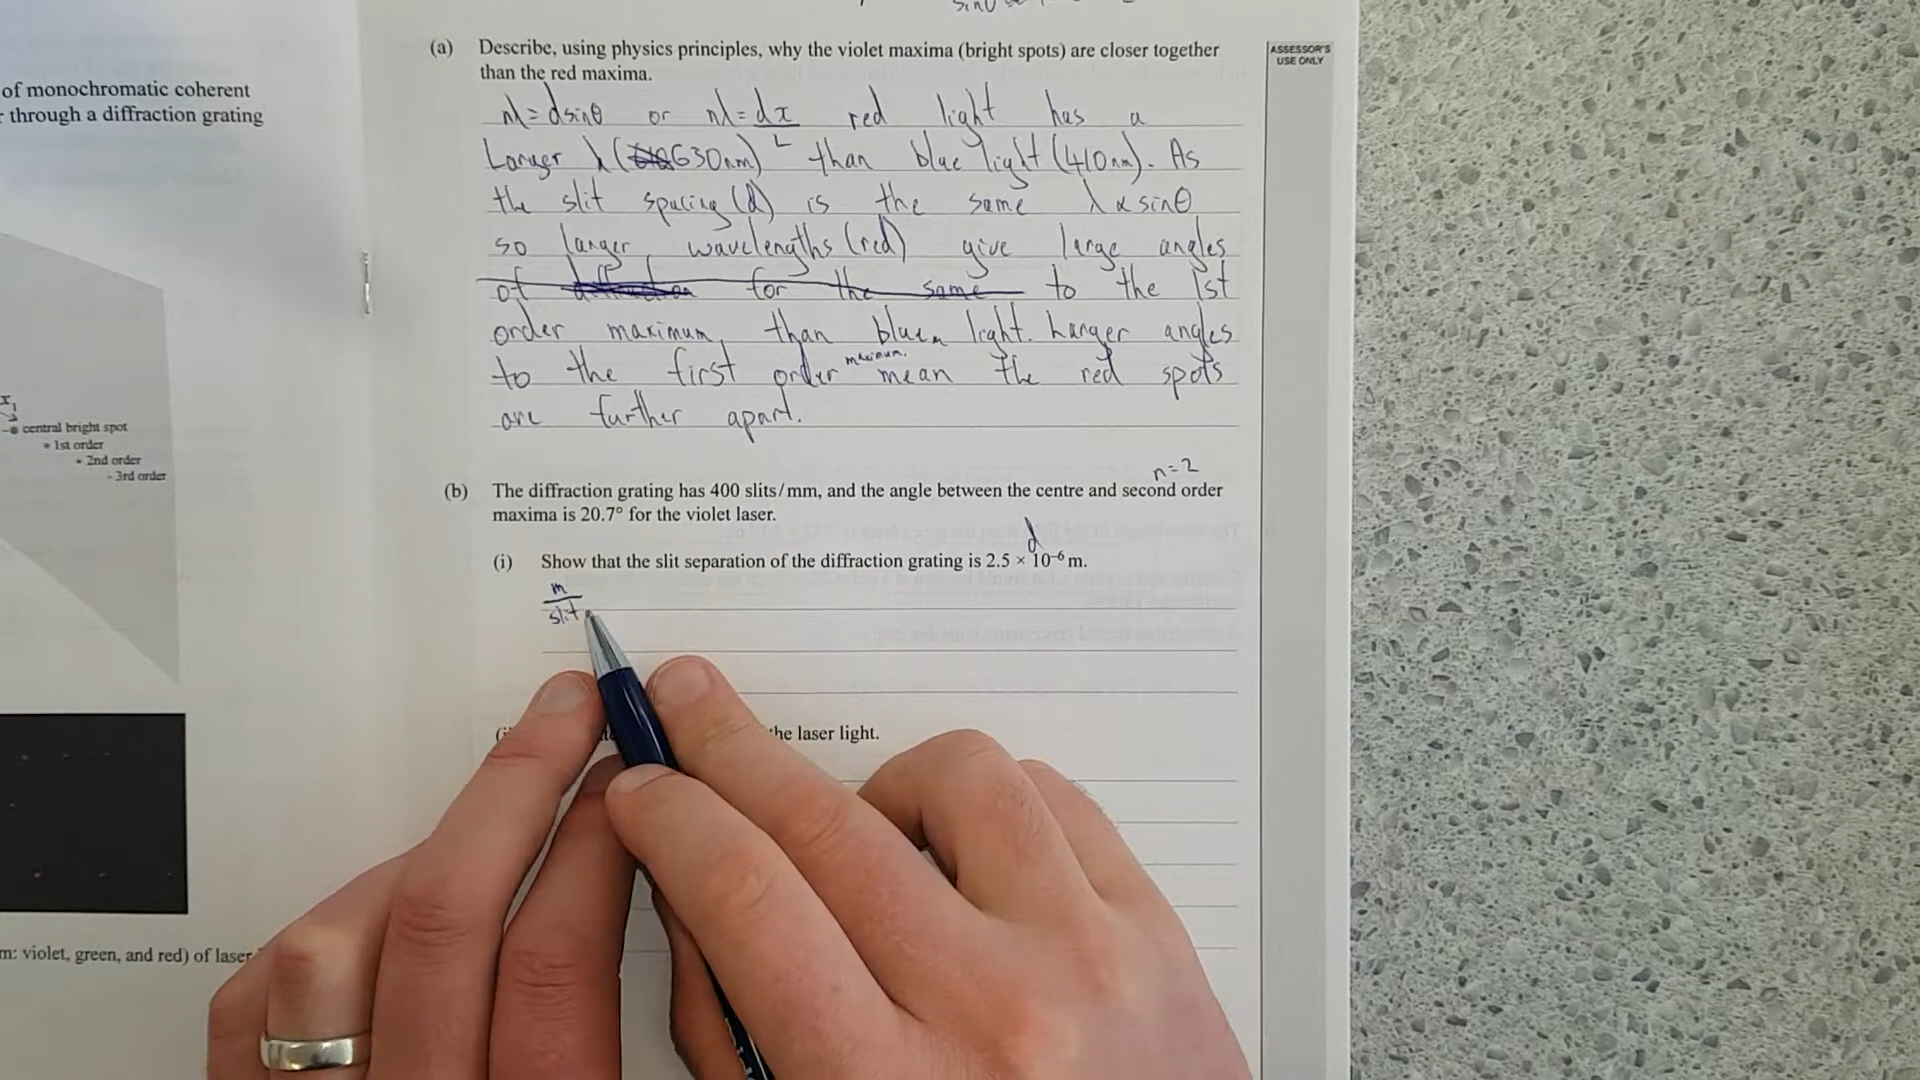 (a) Describe, using physics principles, why the violet maxima (bright spots) are closer together
than the red maxima.
ASSESSOR'S
USE ONLY
of monochromatic coherent
through a diffraction grating
nλ = dsinθ or nλ = dx/L red light has a
Larger λ (630nm) than blue light (410nm). As
the slit spacing (d) is the same λ ∝ sinθ
so larger wavelengths (red) give large angles
of diffraction for the same to the 1st
order maximum, than blue light. Larger angles
to the first order maximum. mean the red spots
are further apart.
x₁
central bright spot
1st order
2nd order
3rd order
n=2
(b) The diffraction grating has 400 slits/mm, and the angle between the centre and second order
maxima is 20.7° for the violet laser.
d
(i) Show that the slit separation of the diffraction grating is 2.5 × 10⁻⁶ m.
m
slit
the laser light.
m: violet, green, and red) of laser